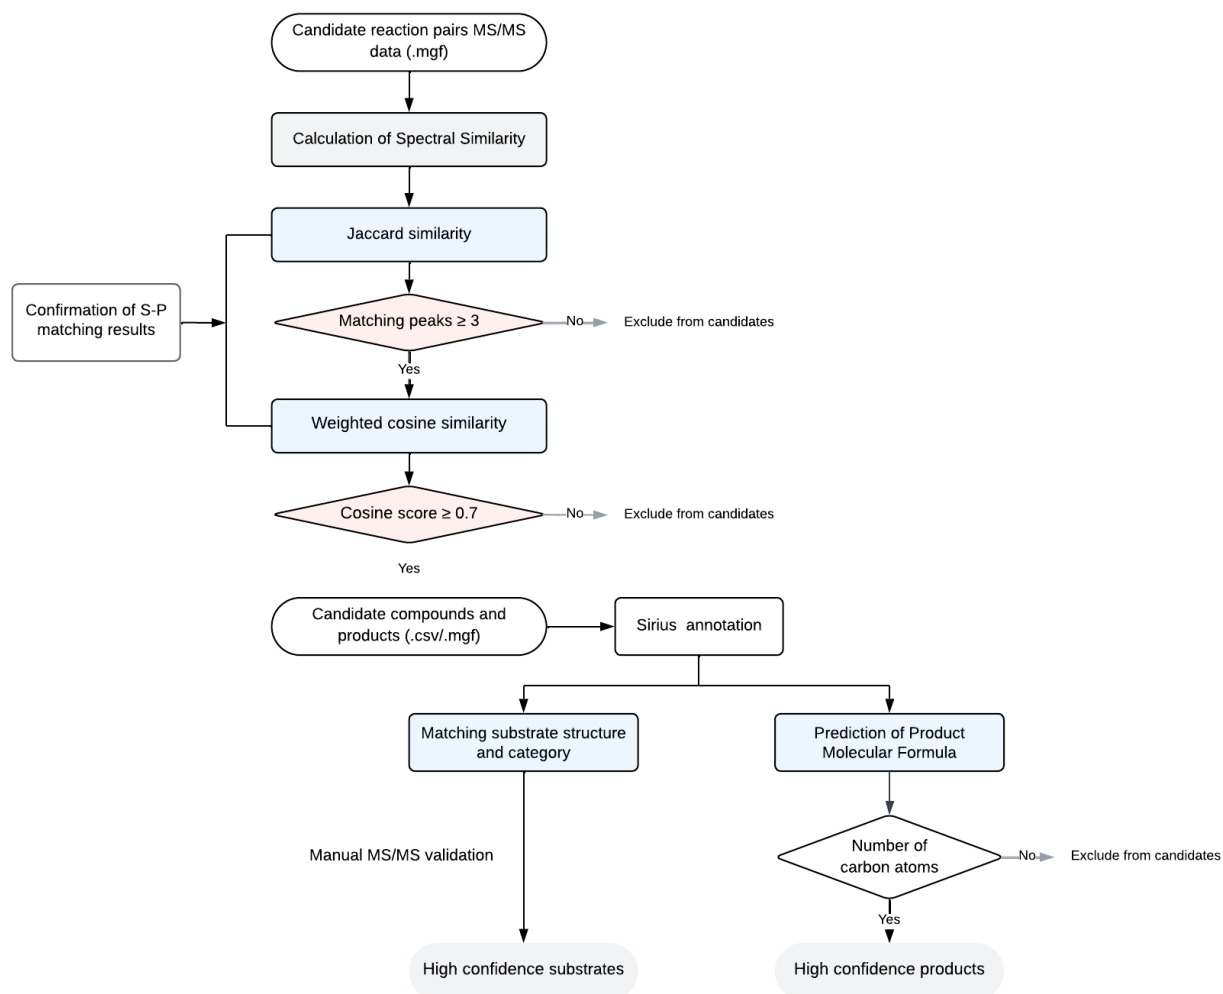 Candidate reaction pairs MS/MS
data (.mgf)
Calculation of Spectral Similarity
Jaccard similarity
Confirmation of S-P
matching results
Matching peaks ≥ 3
No
Exclude from candidates
Yes
Weighted cosine similarity
Cosine score ≥ 0.7
No
Exclude from candidates
Yes
Candidate compounds and
products (.csv/.mgf)
Sirius annotation
Matching substrate structure
and category
Prediction of Product
Molecular Formula
Manual MS/MS validation
Number of
carbon atoms
No
Exclude from candidates
Yes
High confidence substrates
High confidence products